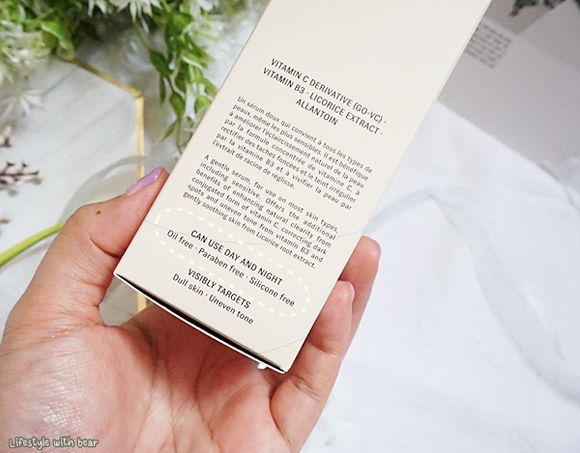 VITAMIN C DERIVATIVE (GO-VC) ·
VITAMIN B3 · LICORICE EXTRACT ·
ALLANTOIN
Un sérum doux qui convient à tous les types de
peau, même les plus sensibles. Il est bénéfique
à améliorer l'éclaircissement naturel de la peau
par la formule concentrée de vitamine C, à
rectifier des taches foncées et le teint irrégulier
par la vitamine B3 et à vivifier la peau par
l'extrait de racine de réglisse.
A gentle serum, for use on most skin types,
including sensitive. Offers the additional
benefits of enhancing natural clearify from
conjugated form of vitamin C, correcting dark
spots and uneven tone from vitamin B3 and
gently soothing skin from Licorice root extract.
CAN USE DAY AND NIGHT
Oil free · Paraben free · Silicone free
VISIBLY TARGETS
Dull skin · Uneven tone
Lifestyle with bear